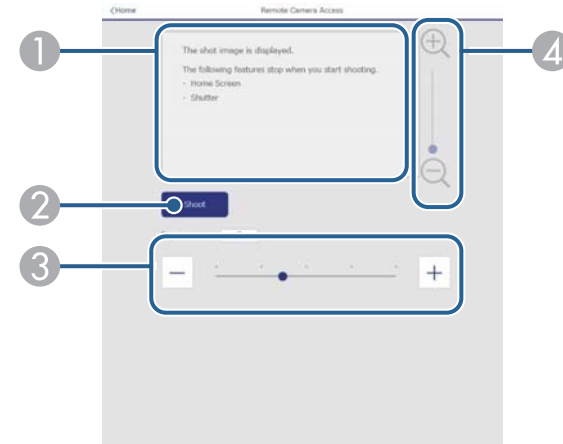 <Home
Remote Camera Access
1
The shot image is displayed.
The following features stop when you start shooting.
- Home Screen
- Shutter
4
2
Shoot
3